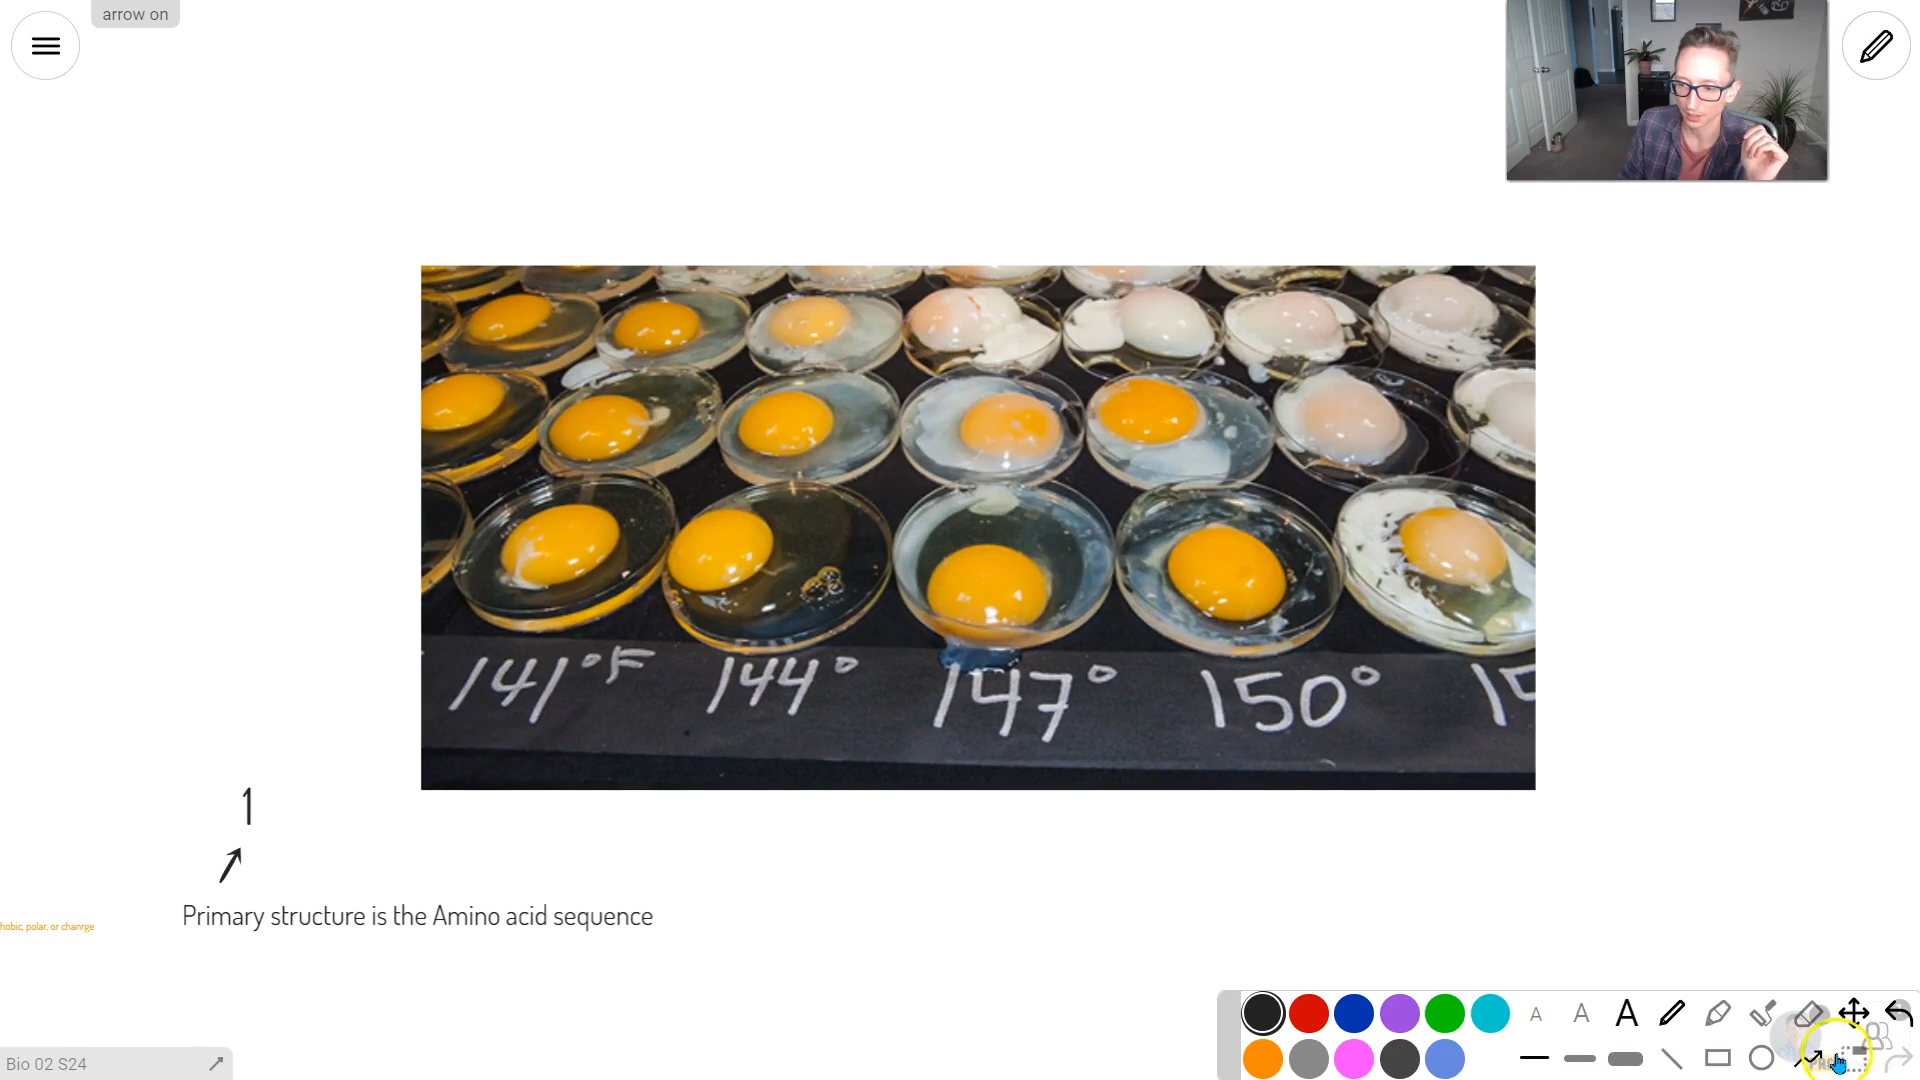 arrow on
141°F 144° 147° 150° 15
1
Primary structure is the Amino acid sequence
hobic, polar, or chanrge
A A A
Bio 02 S24